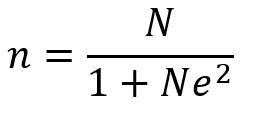 n = N / (1 + Ne²)